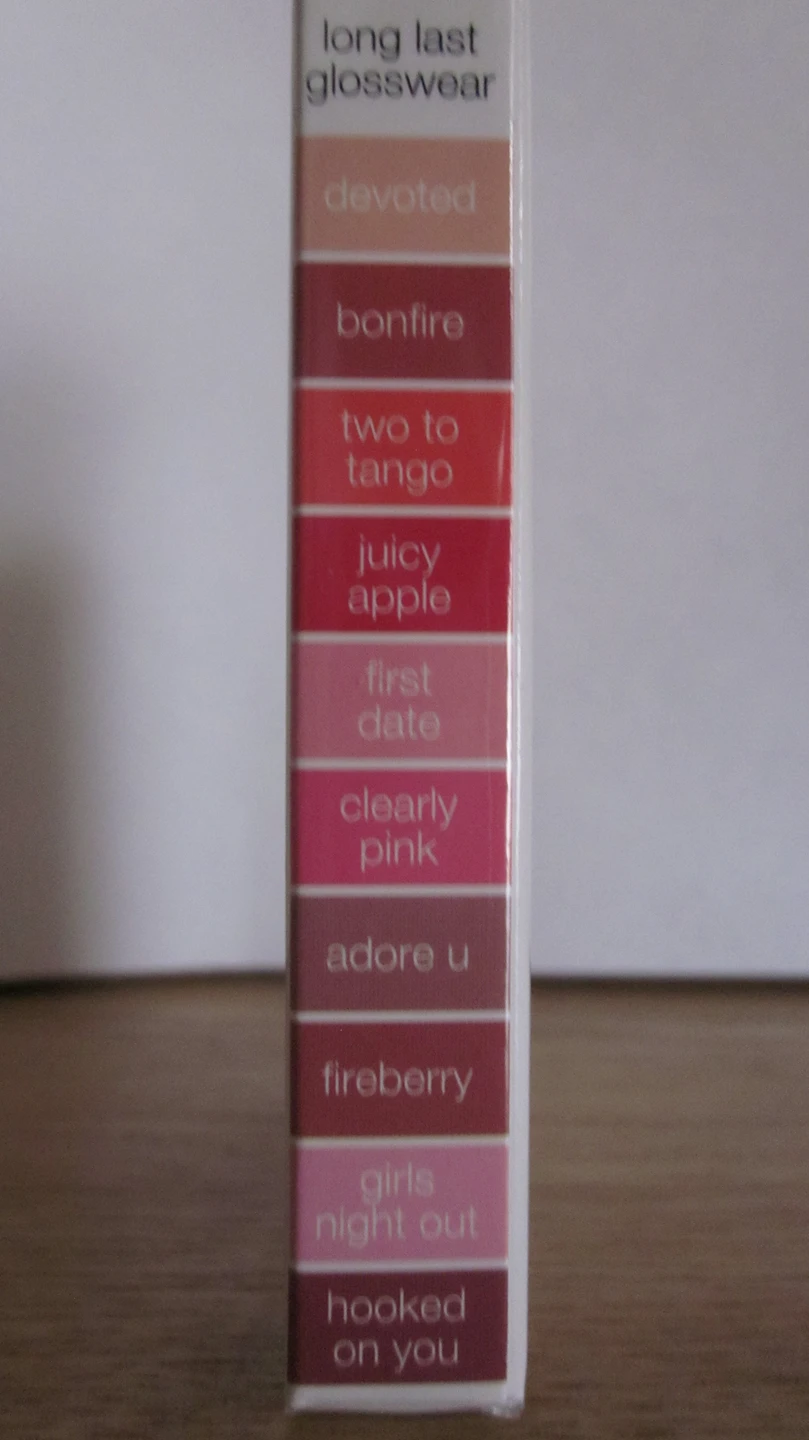 long last
glosswear
devoted
bonfire
two to
tango
juicy
apple
first
date
clearly
pink
adore u
fireberry
girls
night out
hooked
on you